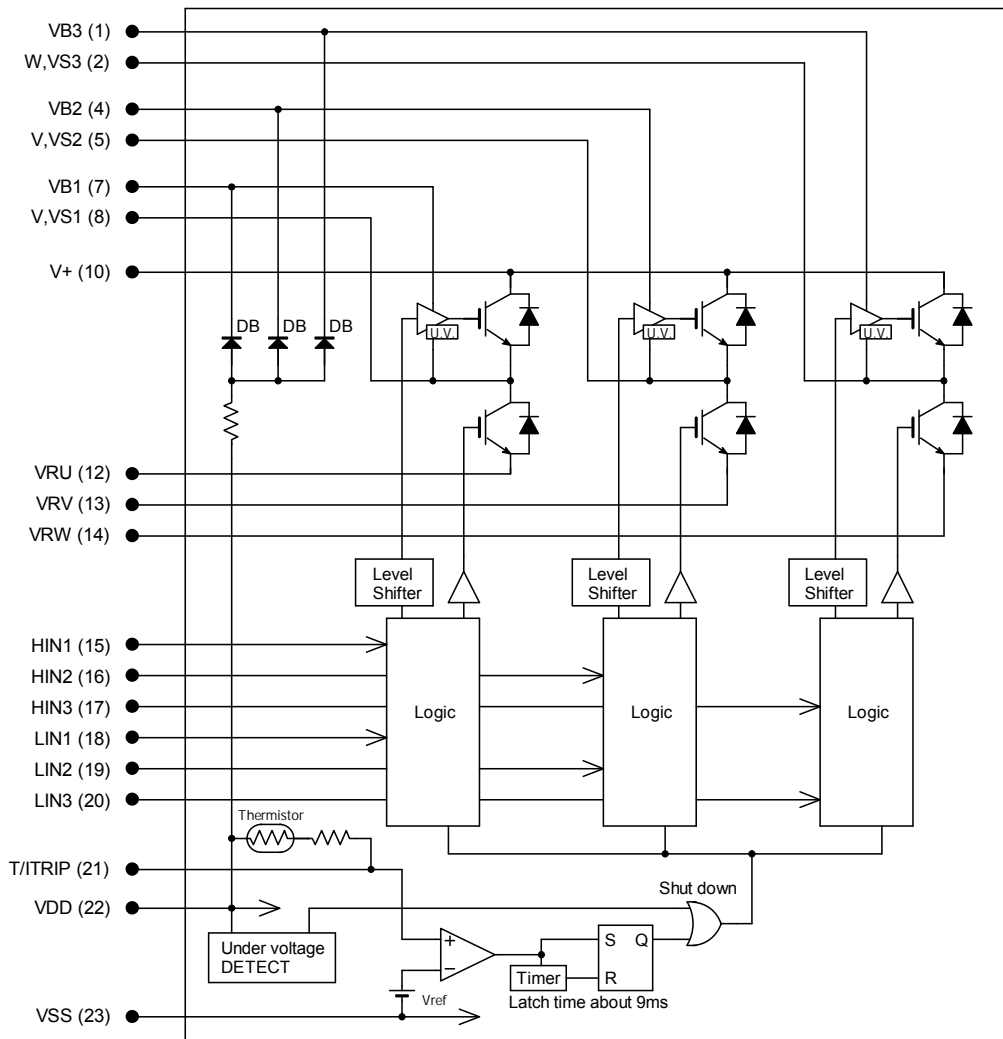 VB3 (1)
W,VS3 (2)
VB2 (4)
V,VS2 (5)
VB1 (7)
V,VS1 (8)
V+ (10)
DB DB DB
U.V. U.V. U.V.
VRU (12)
VRV (13)
VRW (14)
Level Shifter
Level Shifter
Level Shifter
HIN1 (15)
HIN2 (16)
HIN3 (17)
Logic Logic Logic
LIN1 (18)
LIN2 (19)
LIN3 (20)
Thermistor
T/ITRIP (21)
Shut down
VDD (22)
Under voltage
DETECT
+
−
S Q
R
Timer
Vref
Latch time about 9ms
VSS (23)